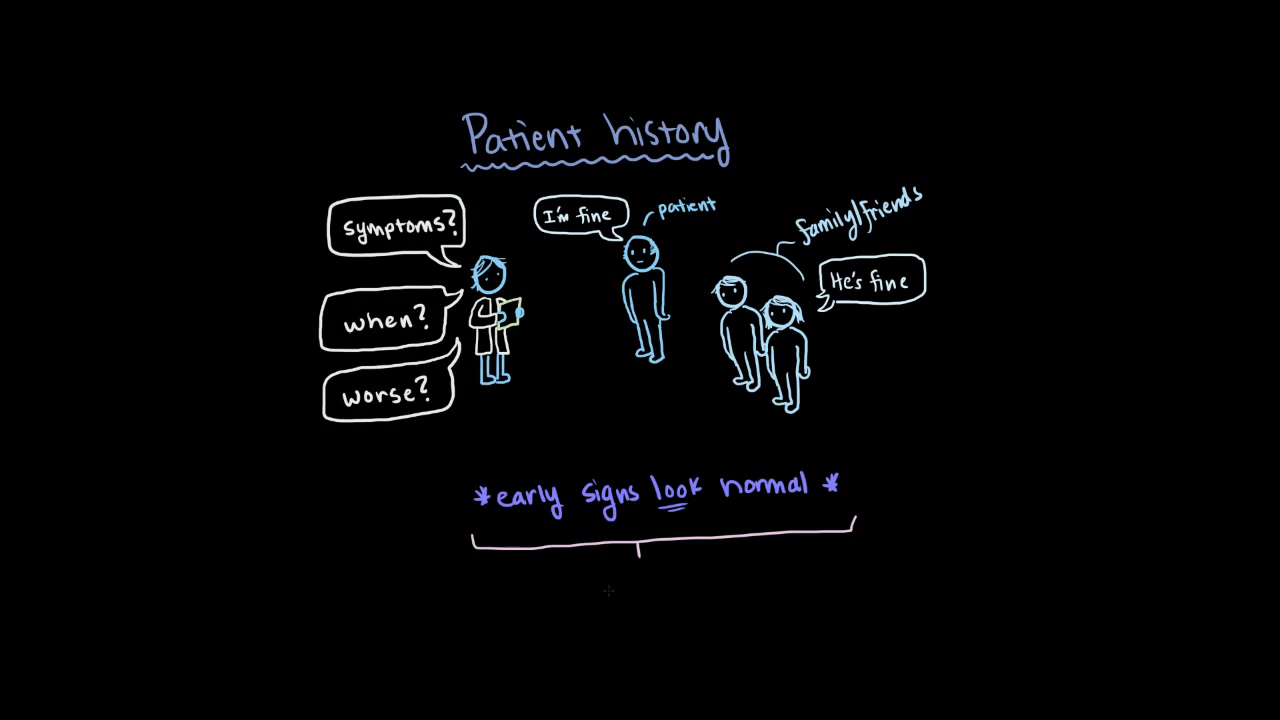 Patient history
symptoms?
when?
worse?
I'm fine
patient
family/friends
He's fine
*early signs look normal*